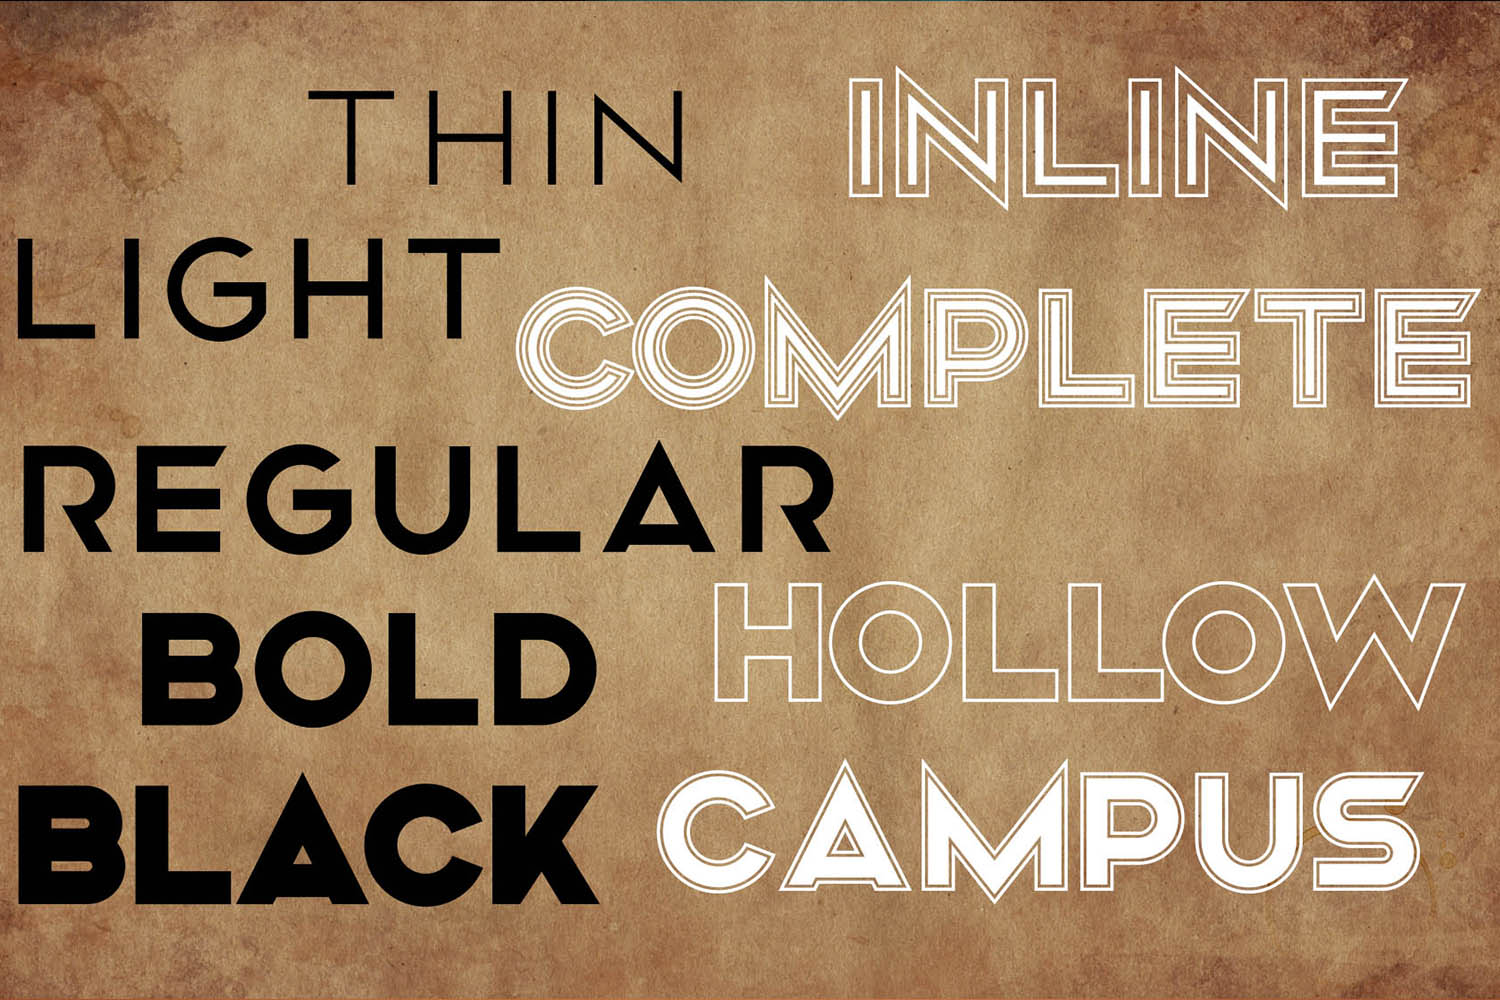 THIN
LIGHT
REGULAR
BOLD
BLACK
INLINE
COMPLETE
HOLLOW
CAMPUS